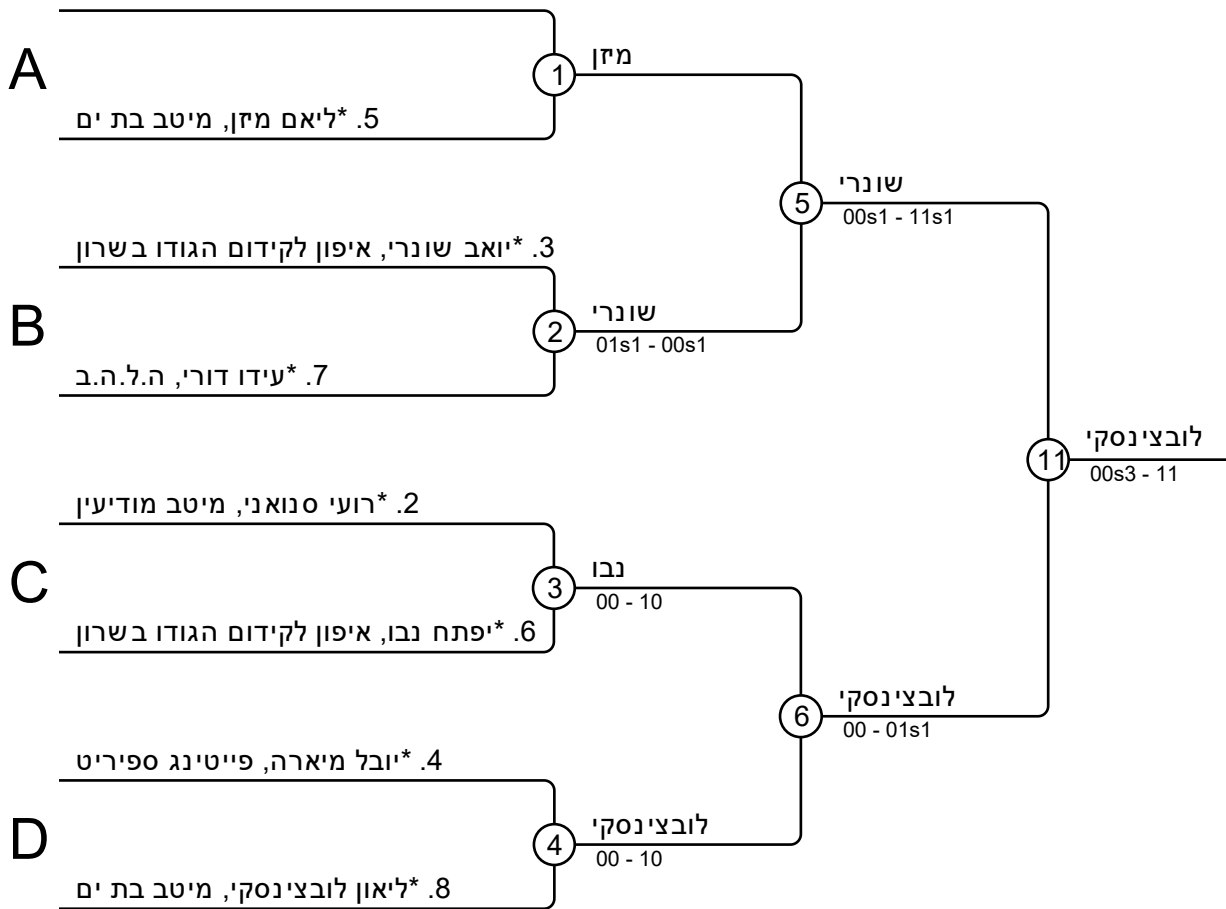 A
1
מיזן
5. *ליאם מיזן, מיטב בת ים
5
שונרי
00s1 - 11s1
3. *יואב שונרי, איפון לקידום הגודו בשרון
B
2
שונרי
01s1 - 00s1
7. *עידו דורי, ה.ל.ה.ב
11
לובצינסקי
00s3 - 11
2. *רועי סנואני, מיטב מודיעין
C
3
נבו
00 - 10
6. *יפתח נבו, איפון לקידום הגודו בשרון
6
לובצינסקי
00 - 01s1
4. *יובל מיארה, פייטינג ספיריט
D
4
לובצינסקי
00 - 10
8. *ליאון לובצינסקי, מיטב בת ים